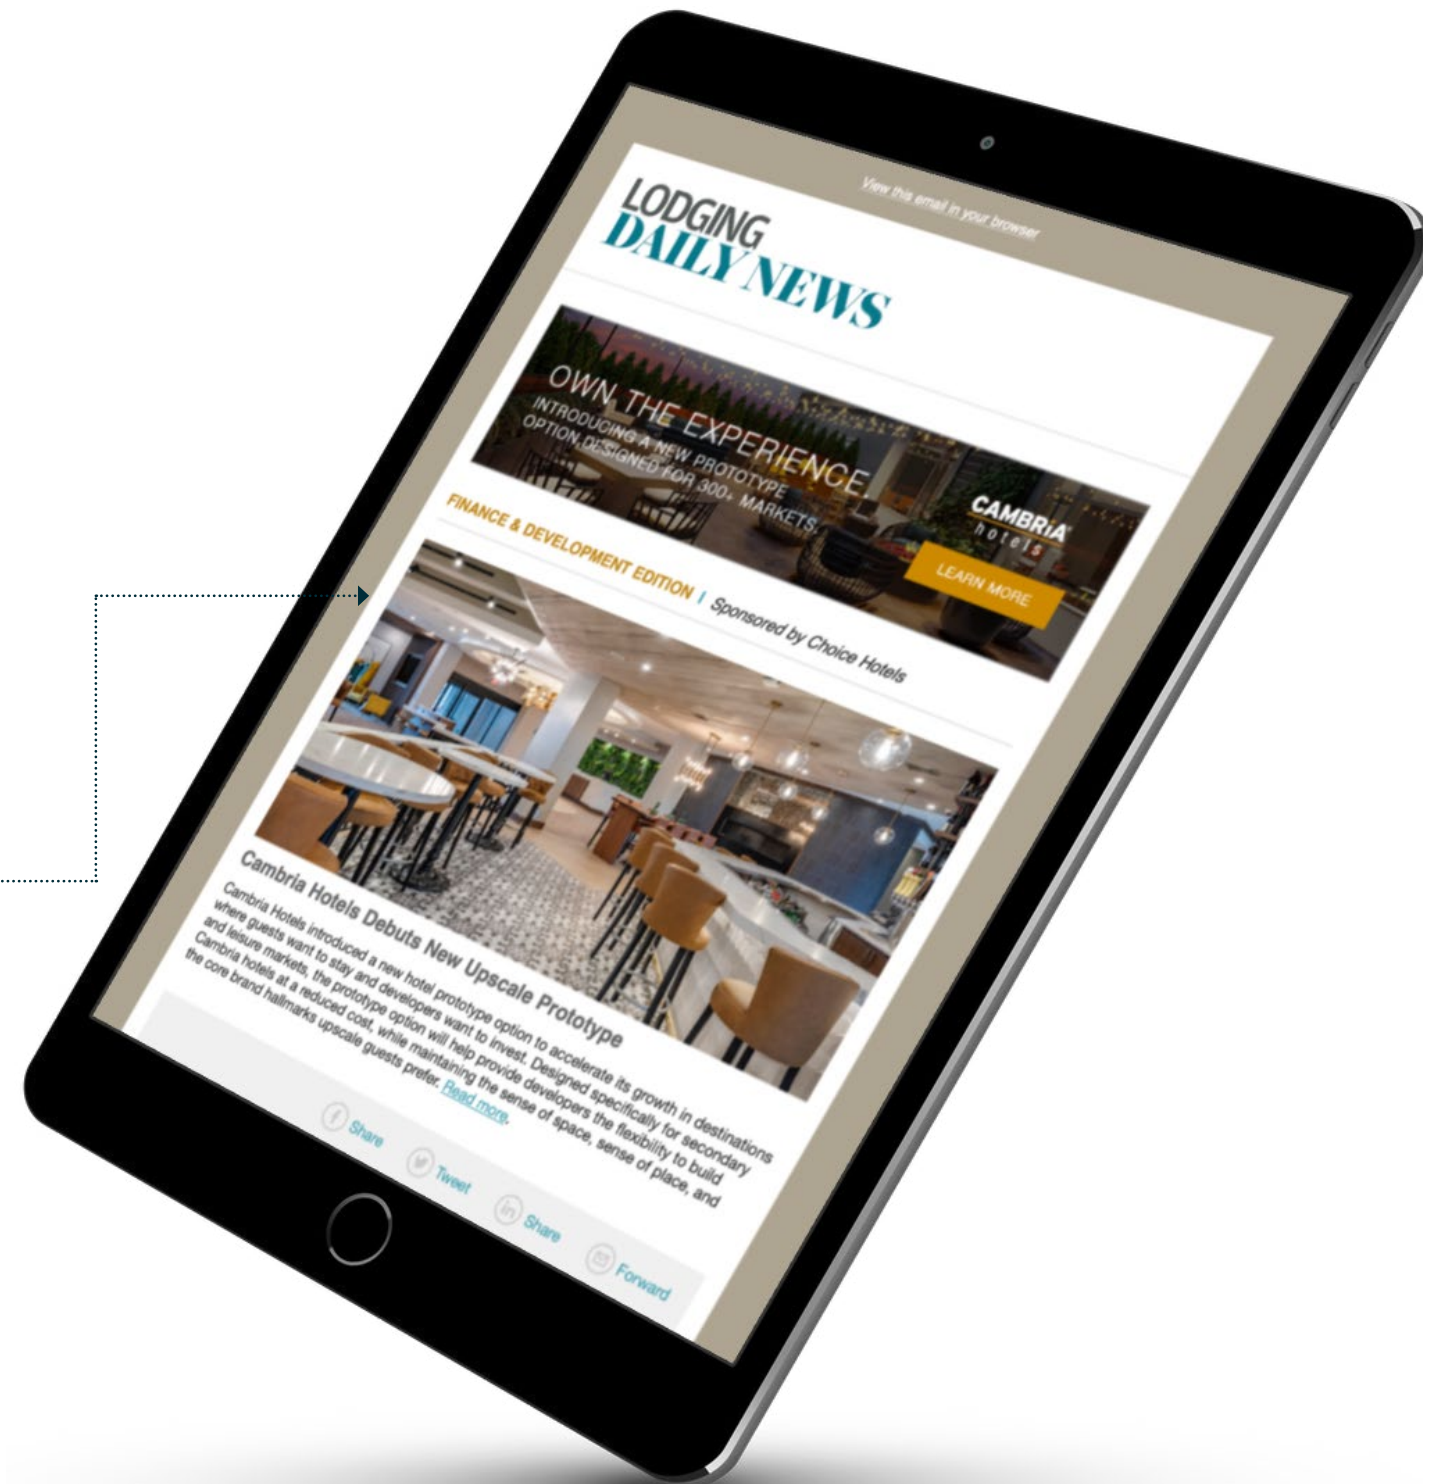 View this email in your browser
LODGING
DAILY NEWS
OWN THE EXPERIENCE.
INTRODUCING A NEW PROTOTYPE
OPTION DESIGNED FOR 300+ MARKETS.
CAMBRiA
hotels
LEARN MORE
FINANCE & DEVELOPMENT EDITION | Sponsored by Choice Hotels
Cambria Hotels Debuts New Upscale Prototype
Cambria Hotels introduced a new hotel prototype option to accelerate its growth in destinations
where guests want to stay and developers want to invest. Designed specifically for secondary
and leisure markets, the prototype option will help provide developers the flexibility to build
Cambria hotels at a reduced cost, while maintaining the sense of space, sense of place, and
the core brand hallmarks upscale guests prefer. Read more.
Share
Tweet
in Share
Forward